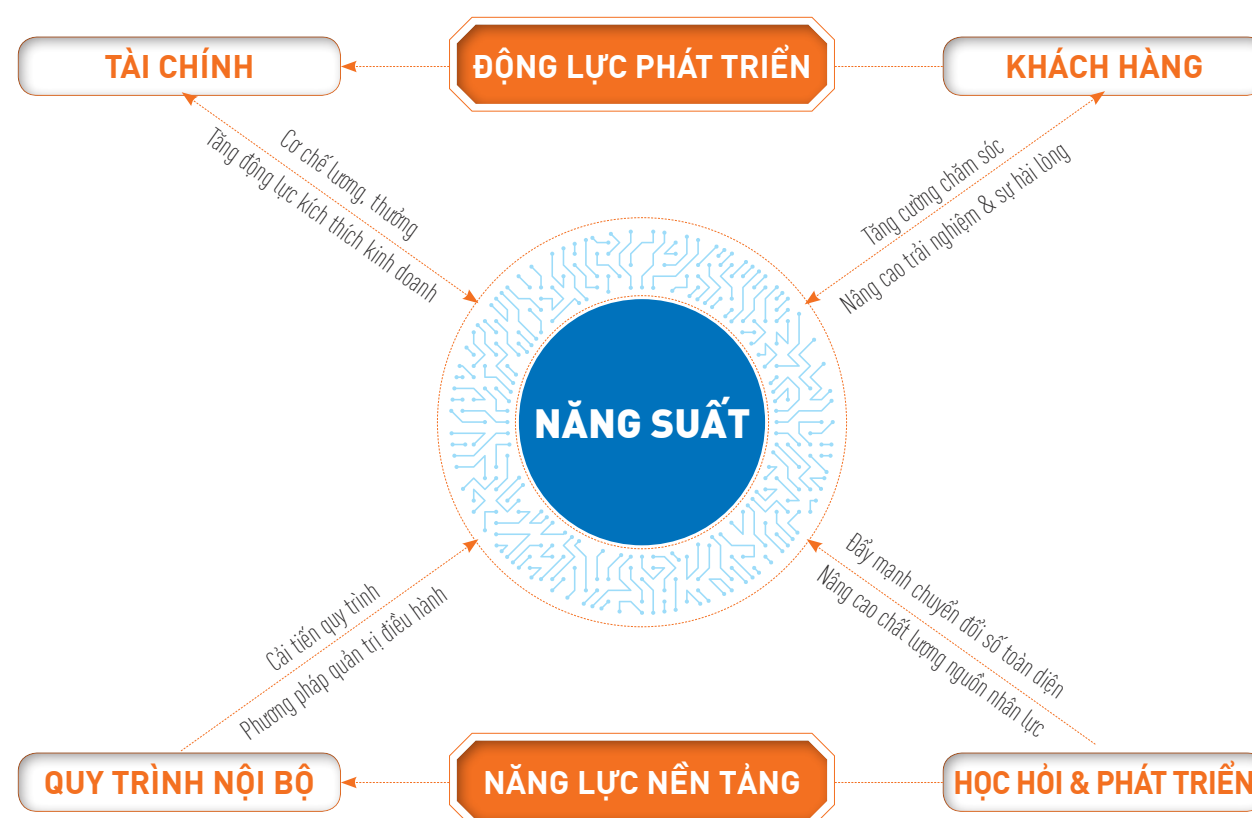 TÀI CHÍNH
ĐỘNG LỰC PHÁT TRIỂN
KHÁCH HÀNG
Cơ chế lương, thưởng
Tăng động lực kích thích kinh doanh
Tăng cường chăm sóc
Nâng cao trải nghiệm & sự hài lòng
NĂNG SUẤT
Cải tiến quy trình
Phương pháp quản trị điều hành
Đẩy mạnh chuyển đổi số toàn diện
Nâng cao chất lượng nguồn nhân lực
QUY TRÌNH NỘI BỘ
NĂNG LỰC NỀN TẢNG
HỌC HỎI & PHÁT TRIỂN